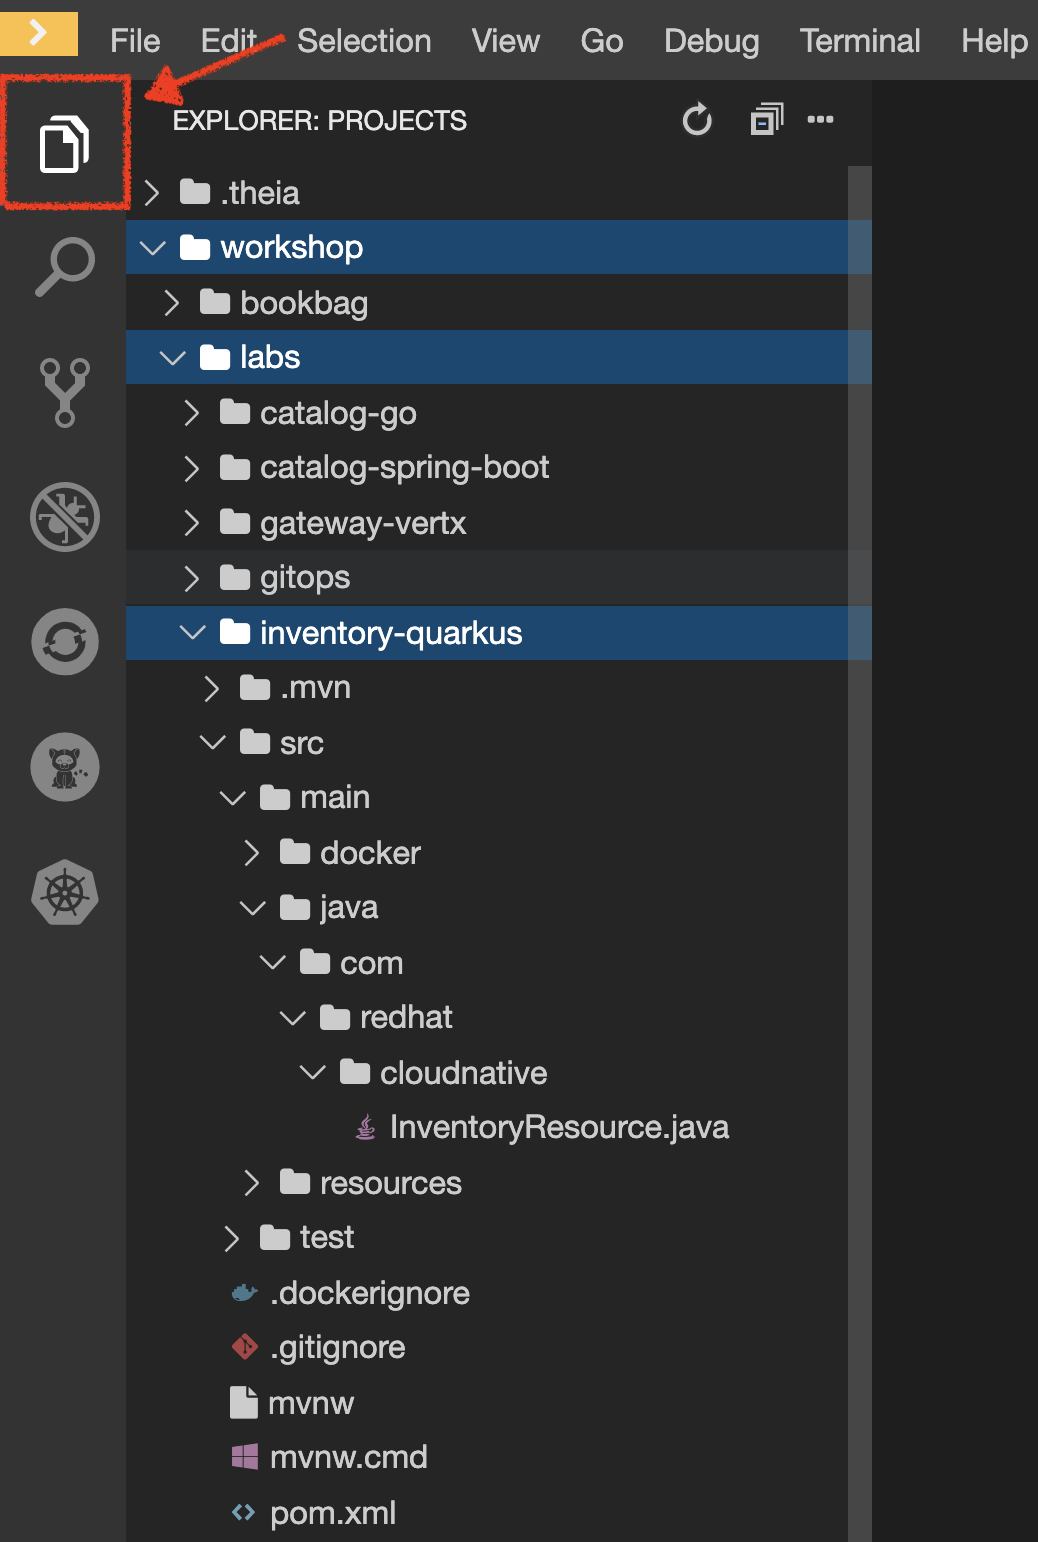 File Edit Selection View Go Debug Terminal Help
EXPLORER: PROJECTS
.theia
workshop
bookbag
labs
catalog-go
catalog-spring-boot
gateway-vertx
gitops
inventory-quarkus
.mvn
src
main
docker
java
com
redhat
cloudnative
InventoryResource.java
resources
test
.dockerignore
.gitignore
mvnw
mvnw.cmd
pom.xml